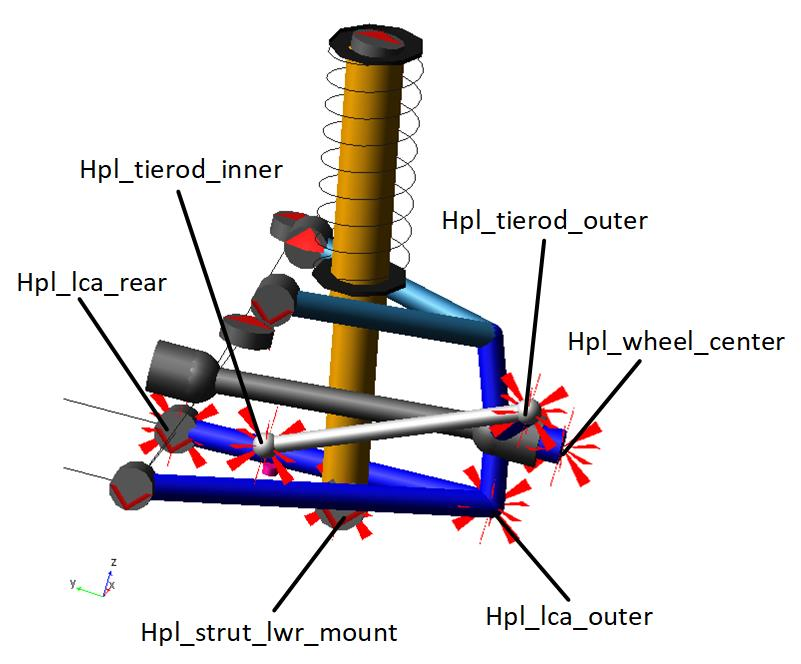 Hpl_tierod_inner
Hpl_tierod_outer
Hpl_lca_rear
Hpl_wheel_center
z
y
x
Hpl_lca_outer
Hpl_strut_lwr_mount